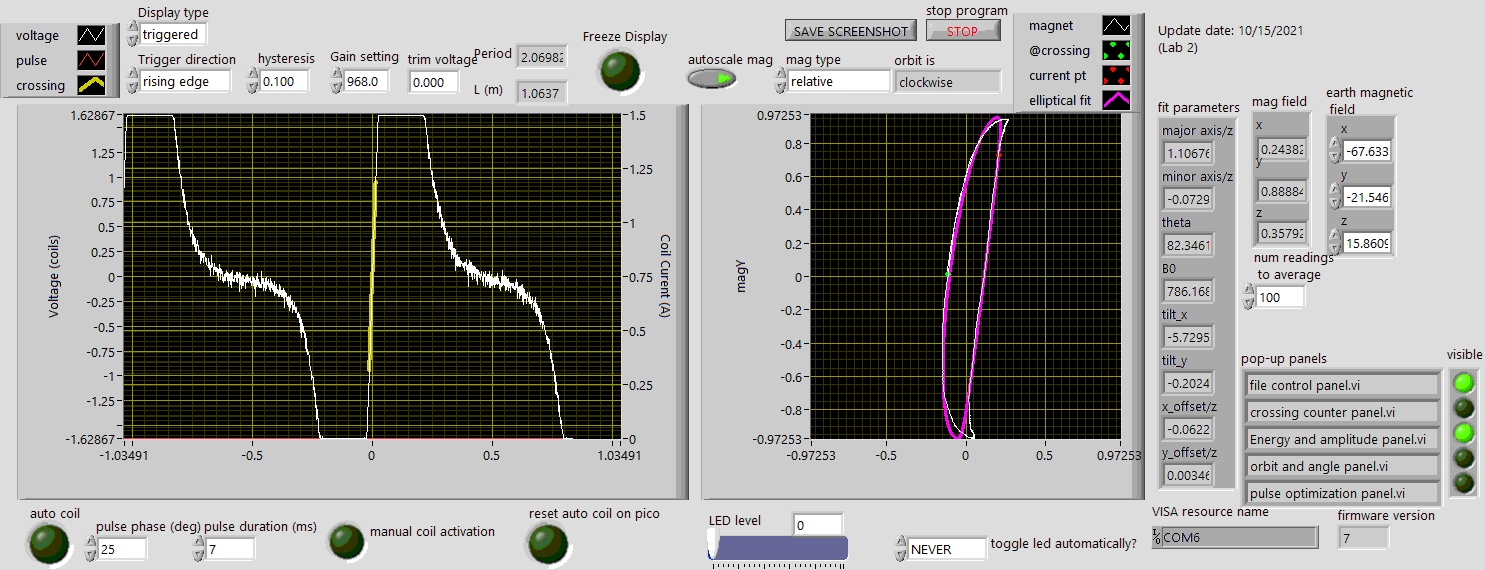 voltage
pulse
crossing
Display type
triggered
Trigger direction
rising edge
hysteresis
0.100
Gain setting
968.0
trim voltage
0.000
Period
2.06982
L (m)
1.0637
Freeze Display
autoscale mag
SAVE SCREENSHOT
stop program
STOP
mag type
relative
orbit is
clockwise
magnet
@crossing
current pt
elliptical fit
Update date: 10/15/2021
(Lab 2)
Voltage (coils)
1.62867
1.25
1
0.75
0.5
0.25
0
-0.25
-0.5
-0.75
-1
-1.25
-1.62867
-1.03491
-0.5
0
0.5
1.03491
1.5
1.25
1
0.75
0.5
0.25
0
Coil Current (A)
magY
0.97253
0.8
0.6
0.4
0.2
0
-0.2
-0.4
-0.6
-0.8
-0.97253
-0.97253
-0.5
0
0.5
0.97253
fit parameters
major axis/z
1.10676
minor axis/z
-0.0729
theta
82.3461
B0
786.168
tilt_x
-5.7295
tilt_y
-0.2024
x_offset/z
-0.0622
y_offset/z
0.00346
mag field
x
0.24382
y
0.88884
z
0.35792
earth magnetic
field
x
-67.633
y
-21.546
z
15.8609
num readings
to average
100
pop-up panels
visible
file control panel.vi
crossing counter panel.vi
Energy and amplitude panel.vi
orbit and angle panel.vi
pulse optimization panel.vi
auto coil
pulse phase (deg)
25
pulse duration (ms)
7
manual coil activation
reset auto coil on pico
LED level
0
NEVER
toggle led automatically?
VISA resource name
COM6
firmware version
7